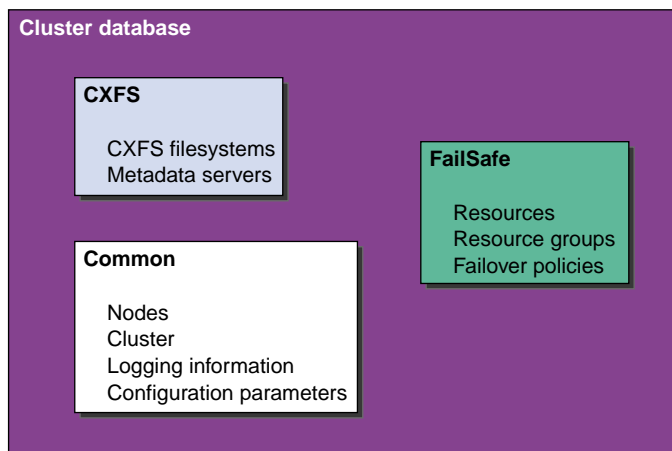 Cluster database
CXFS
CXFS filesystems
Metadata servers
FailSafe
Resources
Resource groups
Failover policies
Common
Nodes
Cluster
Logging information
Configuration parameters